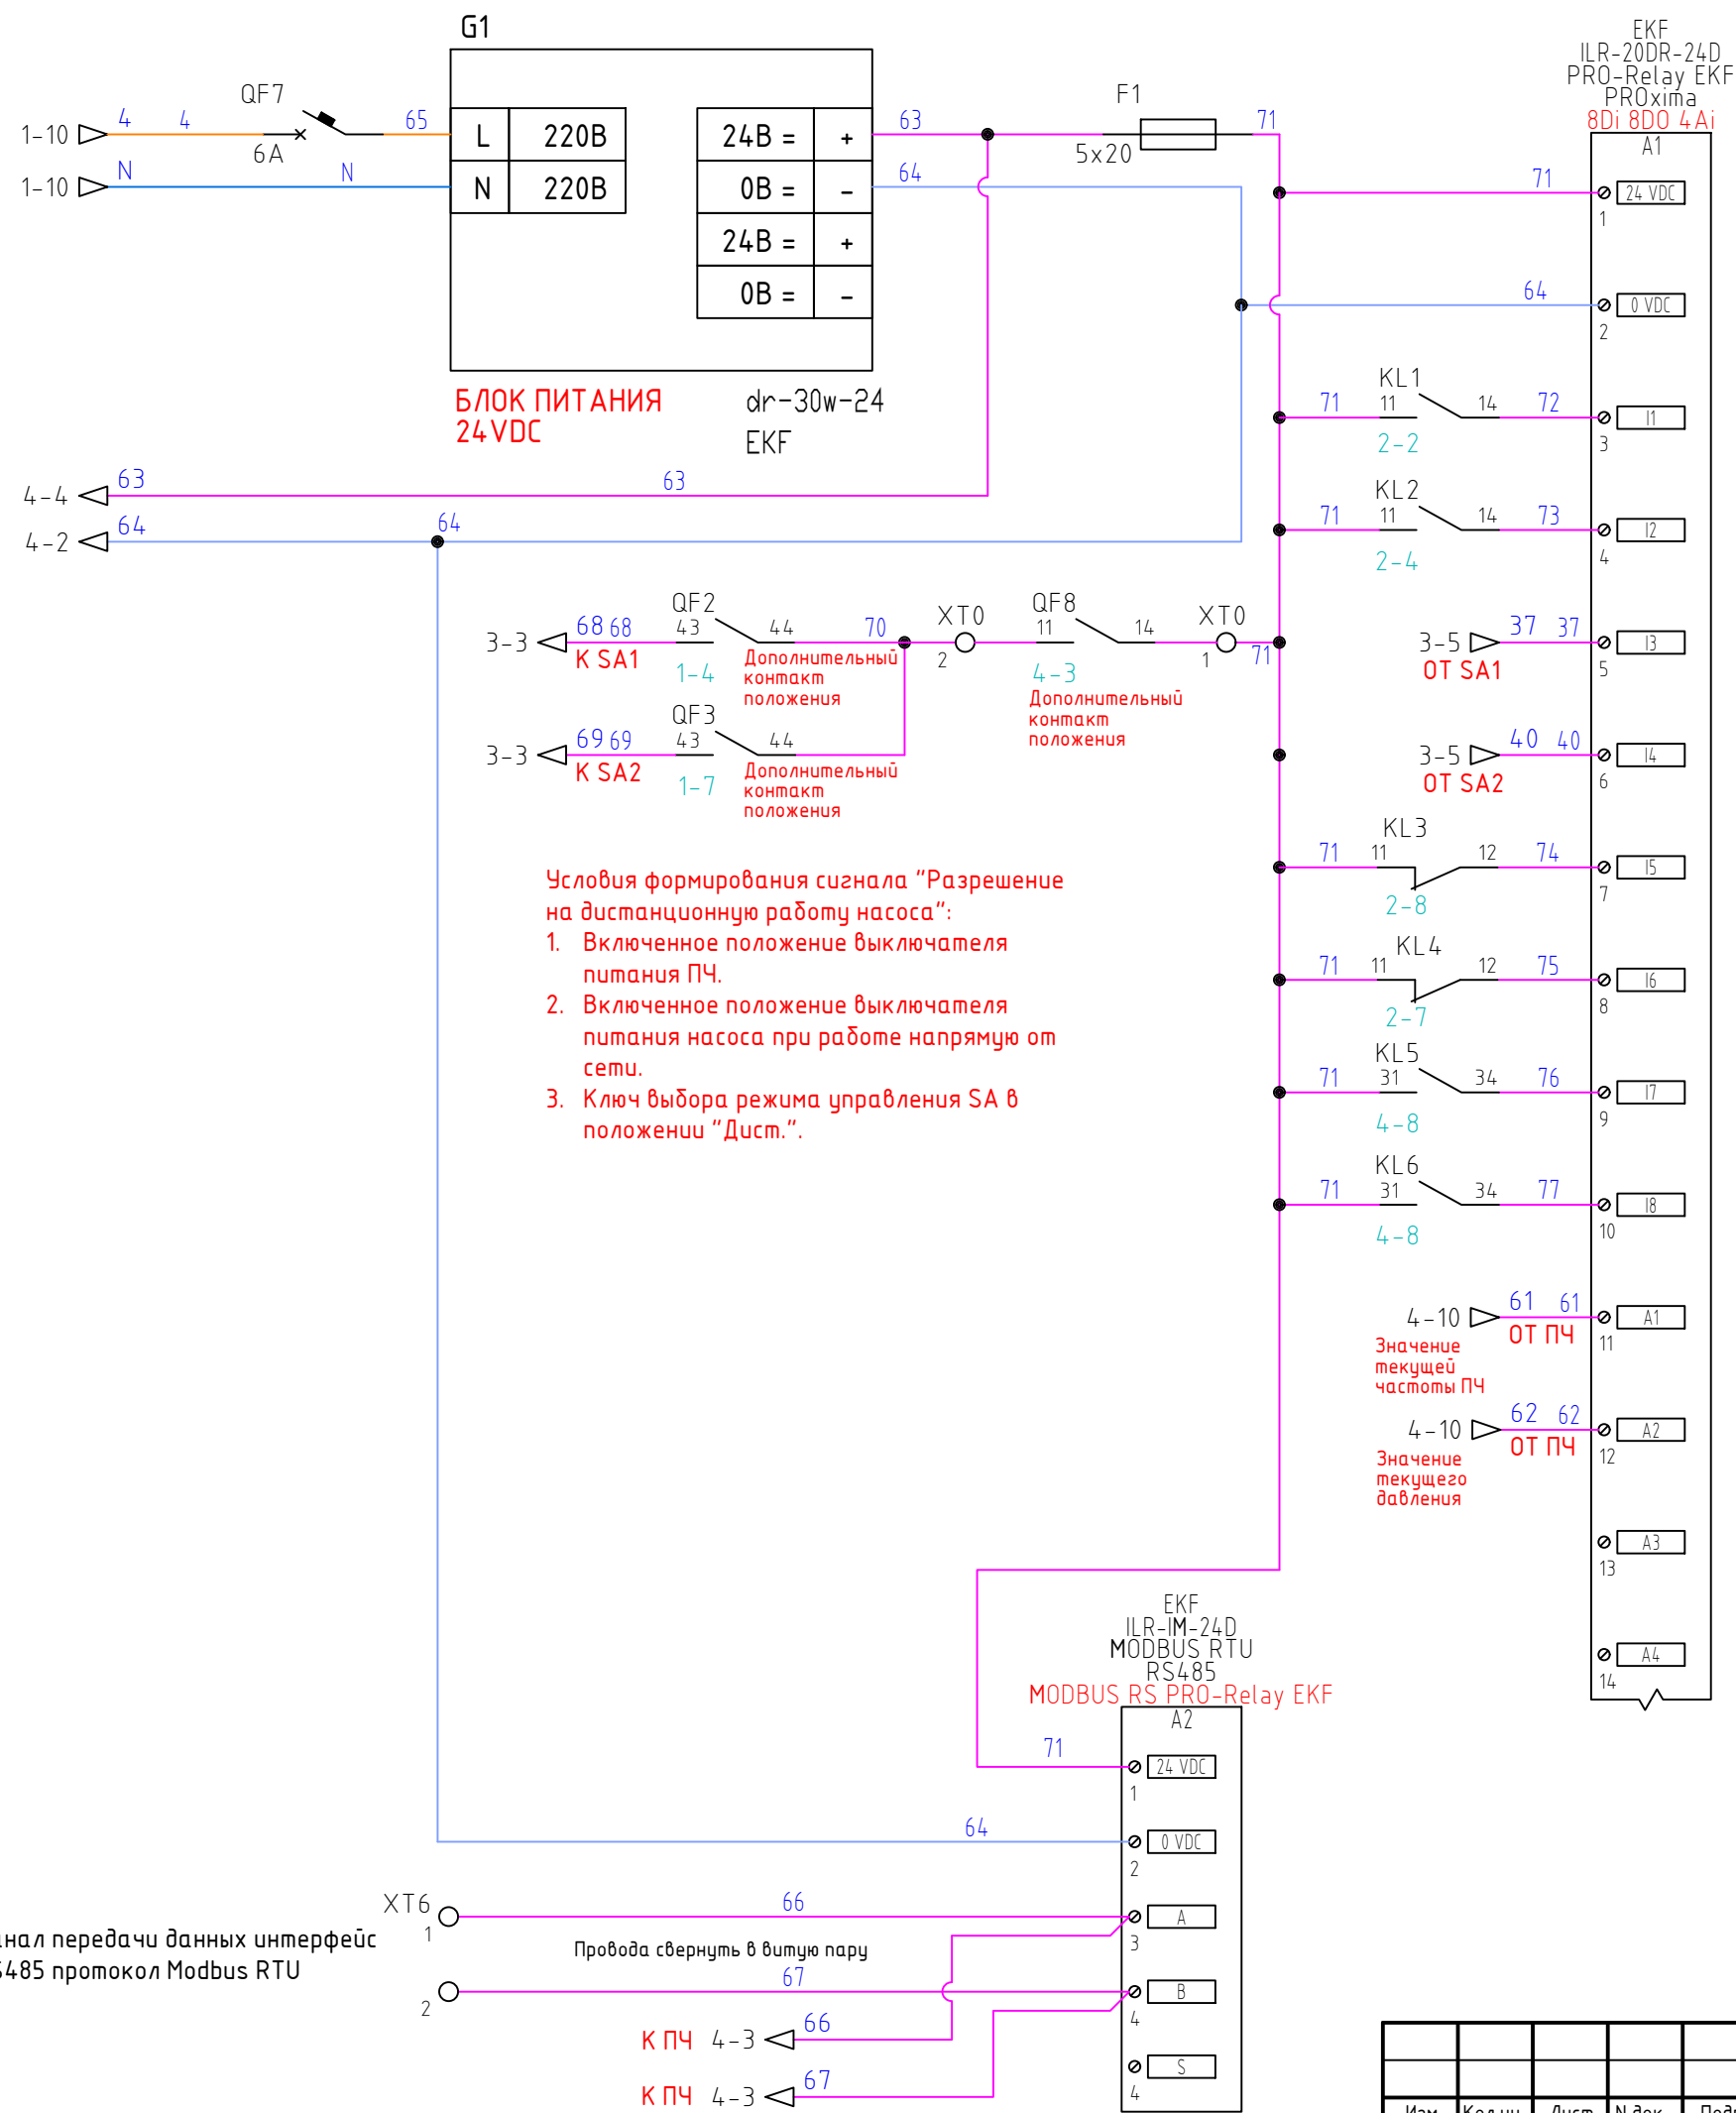 G1
QF7
1-10
4
4
65
6A
1-10
N
N
L
220В
N
220В
24В =
+
0В =
-
24В =
+
0В =
-
63
64
F1
5x20
71
БЛОК ПИТАНИЯ
24VDC
dr-30w-24
EKF
4-4
63
63
4-2
64
64
EKF
ILR-20DR-24D
PRO-Relay EKF
PROxima
8Di 8DO 4Ai
A1
71
24 VDC
1
64
0 VDC
2
KL1
71
11
14
72
I1
2-2
3
KL2
71
11
14
73
I2
2-4
4
3-3
68 68
К SA1
QF2
43
44
1-4
70
Дополнительный
контакт
положения
XT0
2
QF8
11
14
4-3
Дополнительный
контакт
положения
XT0
1
71
3-5
37
37
I3
ОТ SA1
5
3-3
69 69
К SA2
QF3
43
44
1-7
Дополнительный
контакт
положения
3-5
40
40
I4
ОТ SA2
6
KL3
71
11
12
74
I5
2-8
7
KL4
71
11
12
75
I6
2-7
8
KL5
71
31
34
76
I7
4-8
9
KL6
71
31
34
77
I8
4-8
10
Условия формирования сигнала "Разрешение
на дистанционную работу насоса":
1. Включенное положение выключателя
питания ПЧ.
2. Включенное положение выключателя
питания насоса при работе напрямую от
сети.
3. Ключ выбора режима управления SA в
положении "Дист.".
4-10
61
61
A1
ОТ ПЧ
11
Значение
текущей
частоты ПЧ
4-10
62
62
A2
ОТ ПЧ
12
Значение
текущего
давления
A3
13
A4
14
EKF
ILR-IM-24D
MODBUS RTU
RS485
MODBUS RS PRO-Relay EKF
A2
71
24 VDC
1
64
0 VDC
2
XT6
1
66
A
3
анал передачи данных интерфейс
S485 протокол Modbus RTU
Провода свернуть в витую пару
2
67
B
4
К ПЧ
4-3
66
S
4
К ПЧ
4-3
67
Изм.
Кол.уч.
Лист
N док.